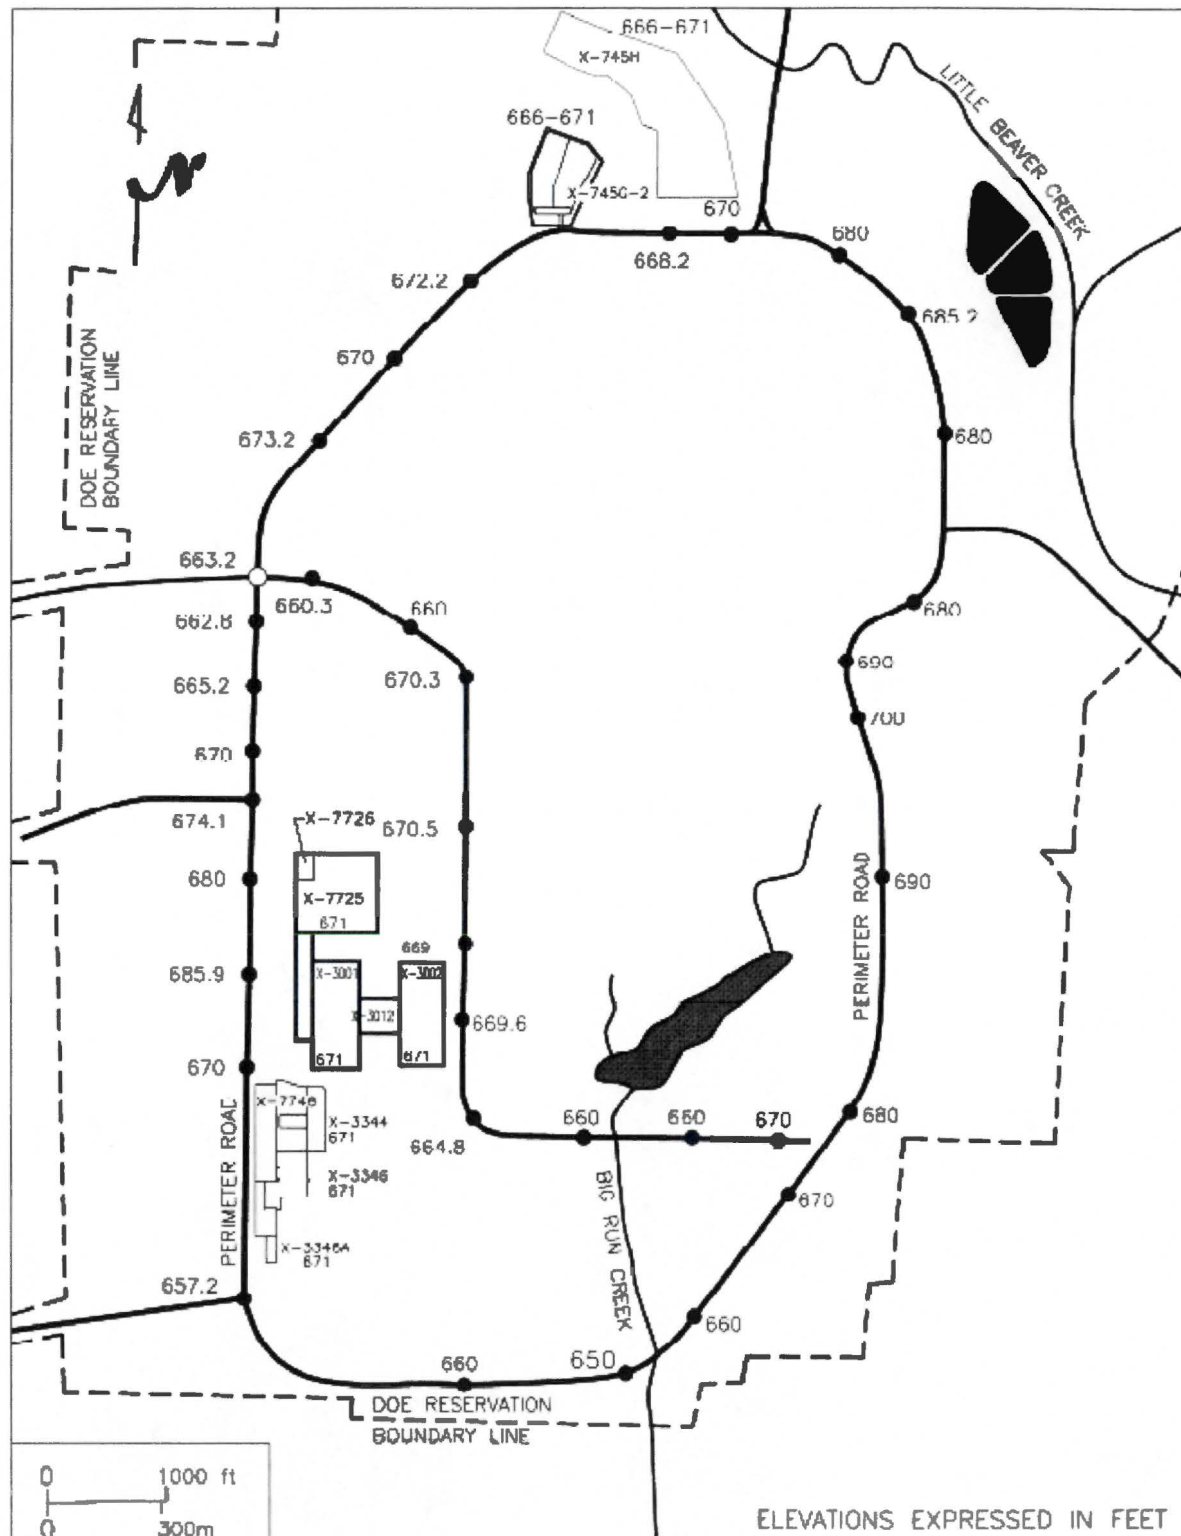 666-671
X-745H
LITTLE BEAVER CREEK
666-671
X-745G-2
670
668.2
680
672.2
685.2
670
DOE RESERVATION
BOUNDARY LINE
673.2
680
663.2
660.3
660
680
662.8
690
665.2
670.3
700
670
674.1
X-7726
670.5
680
X-7725
671
690
PERIMETER ROAD
669
685.9
X-3001
X-3002
X-3012
669.6
671
671
670
X-3344
671
680
660
660
670
664.8
PERIMETER ROAD
X-3346
671
BIG RUN CREEK
670
X-3346A
671
657.2
660
650
660
DOE RESERVATION
BOUNDARY LINE
0
1000 ft
0
300m
ELEVATIONS EXPRESSED IN FEET